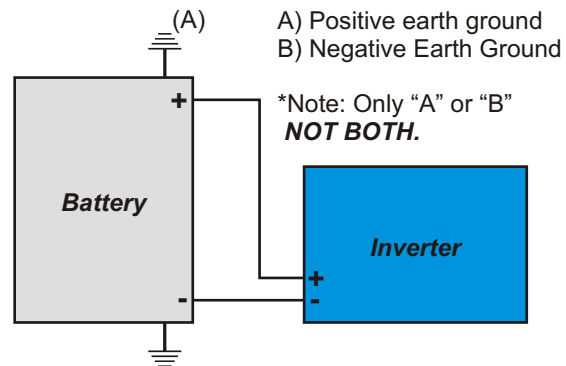 (A)
A) Positive earth ground
B) Negative Earth Ground
*Note: Only “A” or “B”
NOT BOTH.
+
Battery
Inverter
+
-
-